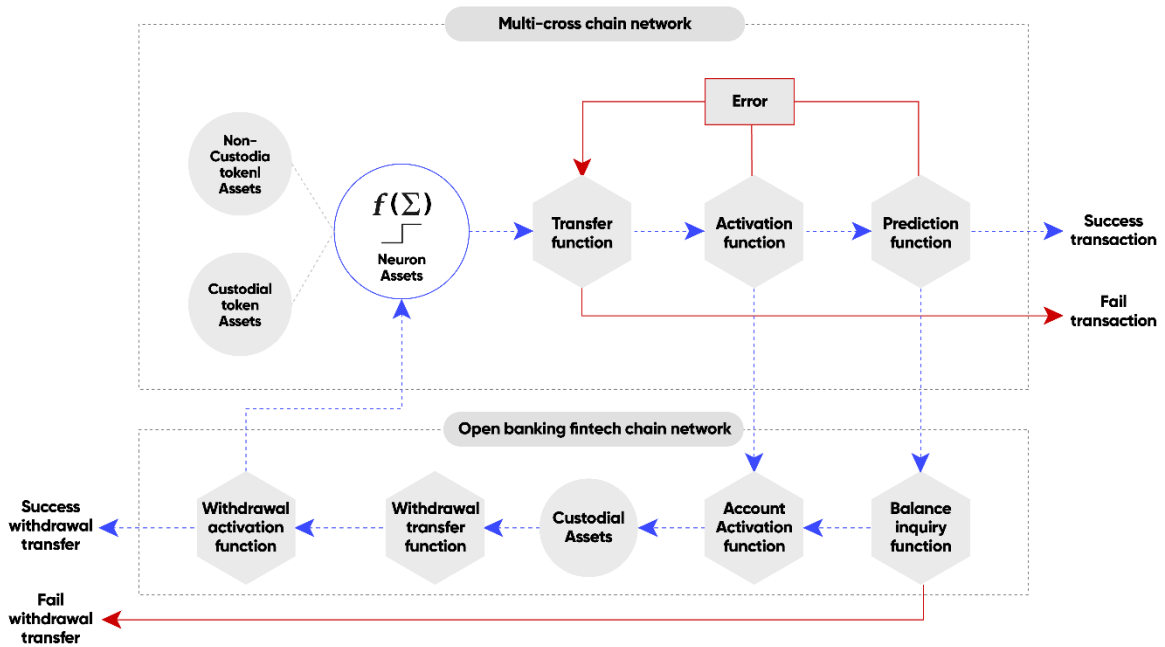 Multi-cross chain network
Error
Non-
Custodia
tokenl
Assets
f(Σ)
Neuron
Assets
Custodial
token
Assets
Transfer
function
Activation
function
Prediction
function
Success
transaction
Fail
transaction
Open banking fintech chain network
Success
withdrawal
transfer
Withdrawal
activation
function
Withdrawal
transfer
function
Custodial
Assets
Account
Activation
function
Balance
inquiry
function
Fail
withdrawal
transfer